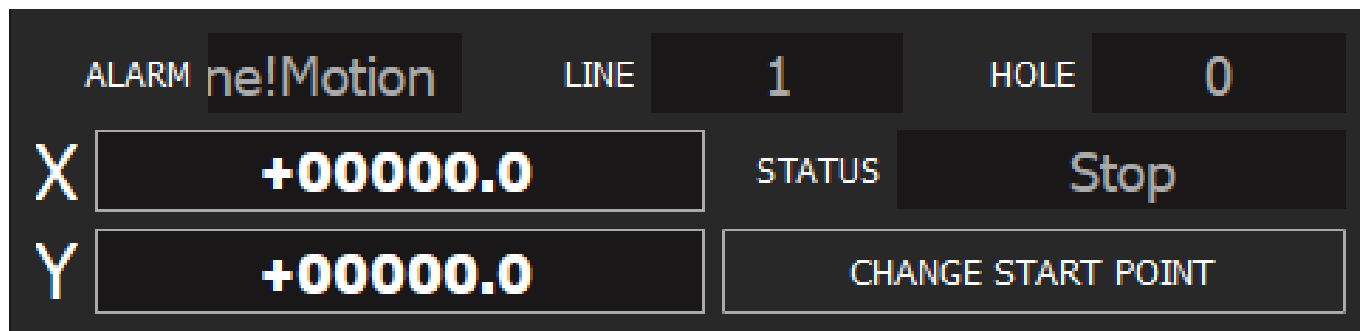 ALARM ne!Motion LINE 1 HOLE 0
X +00000.0 STATUS Stop
Y +00000.0 CHANGE START POINT